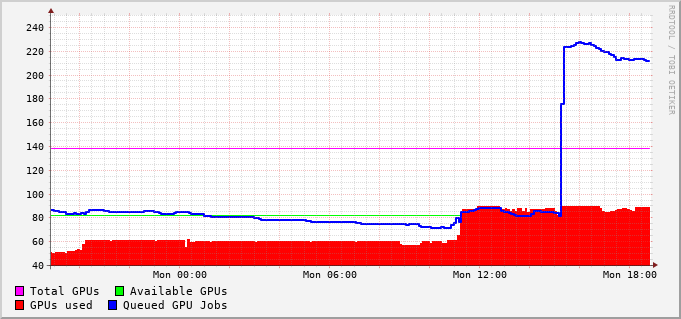 RRDTOOL / TOBI OETIKER
240
220
200
180
160
140
120
100
80
60
40
Mon 00:00 Mon 06:00 Mon 12:00 Mon 18:00
Total GPUs Available GPUs
GPUs used Queued GPU Jobs